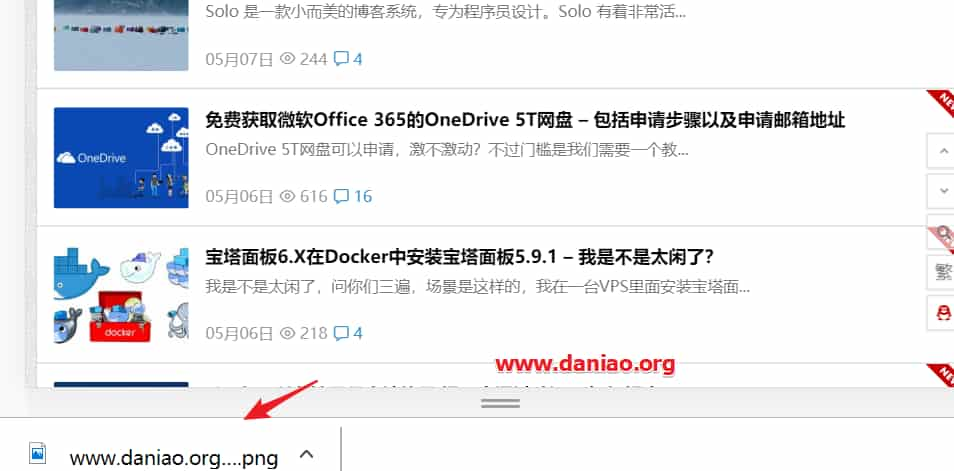 Solo 是一款小而美的博客系统，专为程序员设计。Solo 有着非常活...
05月07日 244 4
免费获取微软Office 365的OneDrive 5T网盘 – 包括申请步骤以及申请邮箱地址
OneDrive
OneDrive 5T网盘可以申请，激不激动？不过门槛是我们需要一个教...
05月06日 616 16
NEW
繁
宝塔面板6.X在Docker中安装宝塔面板5.9.1 – 我是不是太闲了？
我是不是太闲了，问你们三遍，场景是这样的，我在一台VPS里面安装宝塔面...
docker
05月06日 218 4
www.daniao.org
NEW
www.daniao.org....png